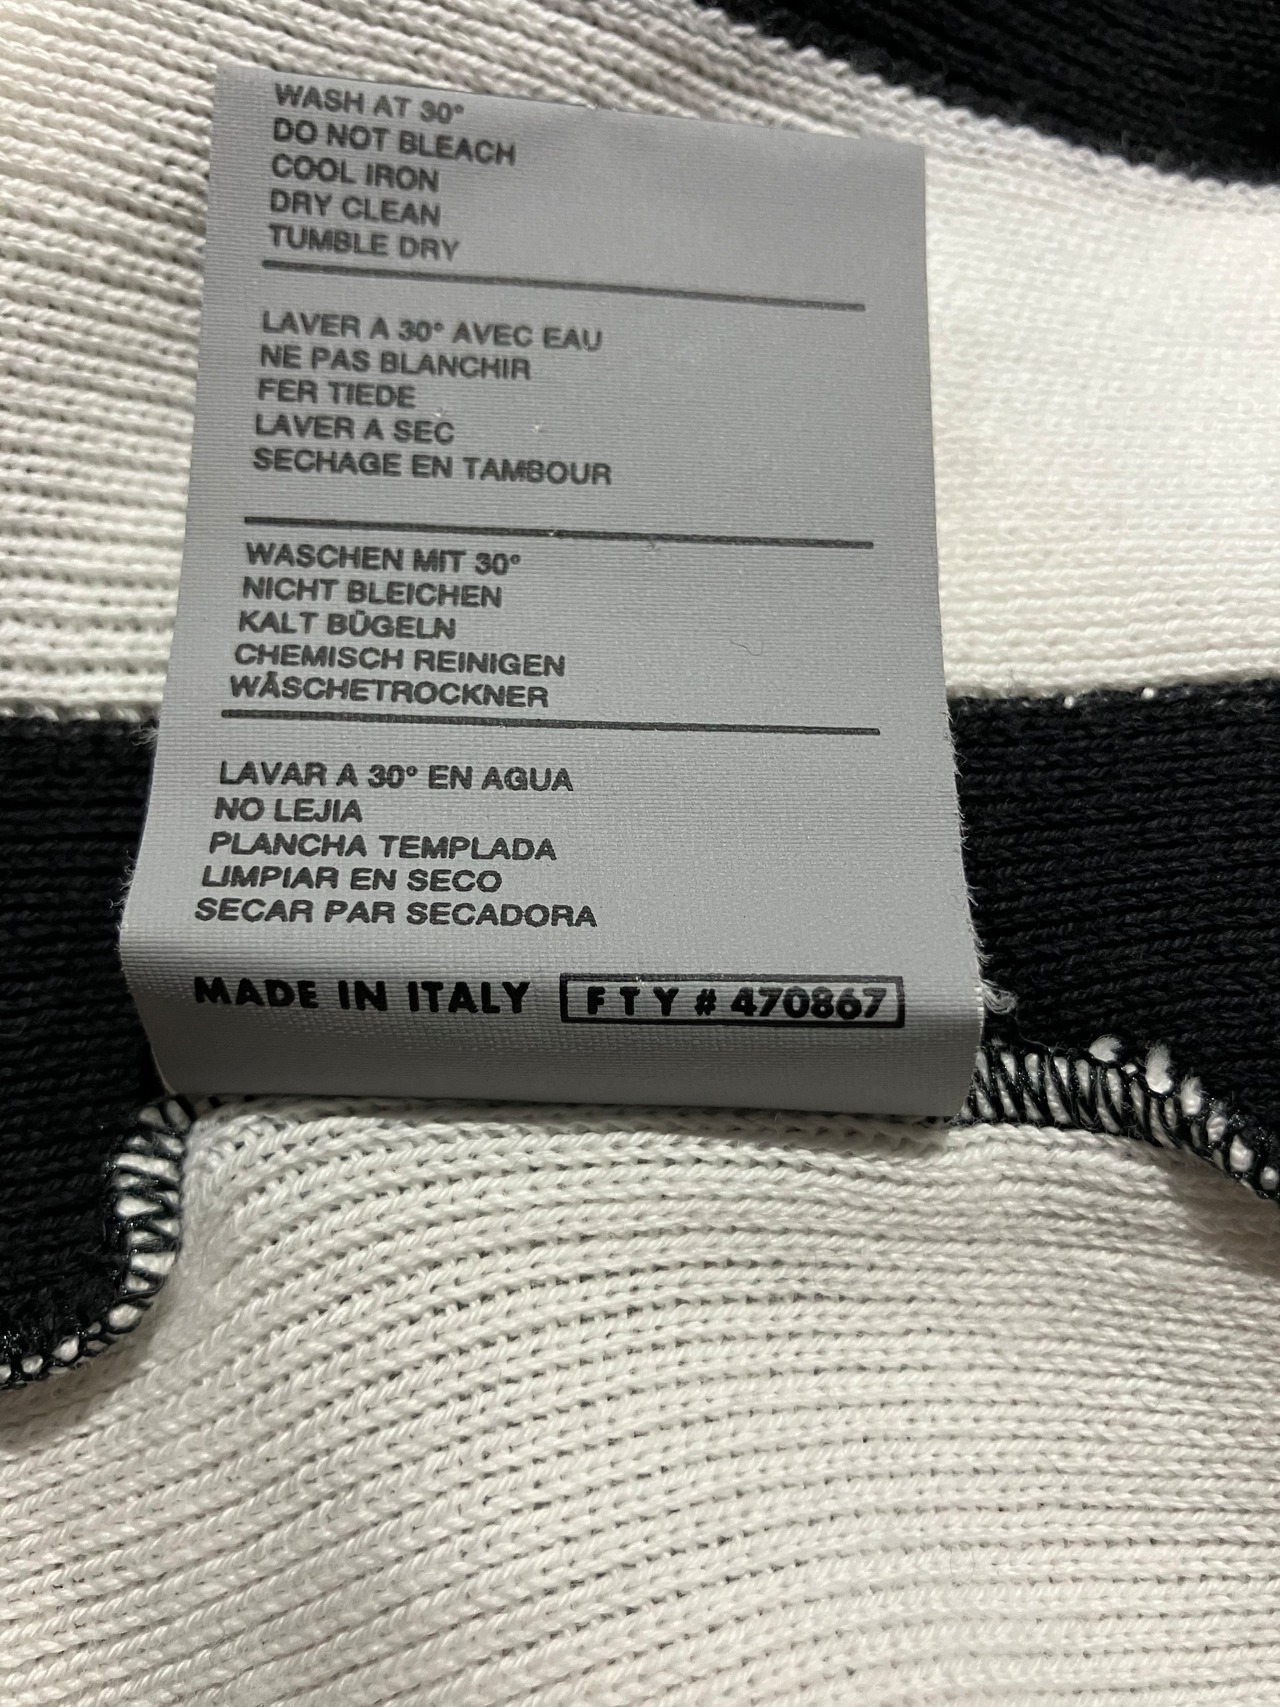 WASH AT 30°
DO NOT BLEACH
COOL IRON
DRY CLEAN
TUMBLE DRY
LAVER A 30° AVEC EAU
NE PAS BLANCHIR
FER TIEDE
LAVER A SEC
SECHAGE EN TAMBOUR
WASCHEN MIT 30°
NICHT BLEICHEN
KALT BÜGELN
CHEMISCH REINIGEN
WÄSCHETROCKNER
LAVAR A 30° EN AGUA
NO LEJIA
PLANCHA TEMPLADA
LIMPIAR EN SECO
SECAR PAR SECADORA
MADE IN ITALY FTY # 470867